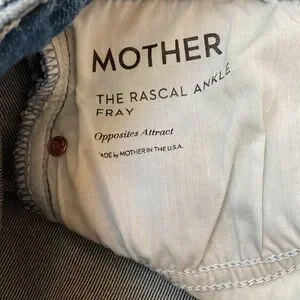 MOTHER
THE RASCAL ANKLE
FRAY
Opposites Attract
MADE by MOTHER IN THE U.S.A.